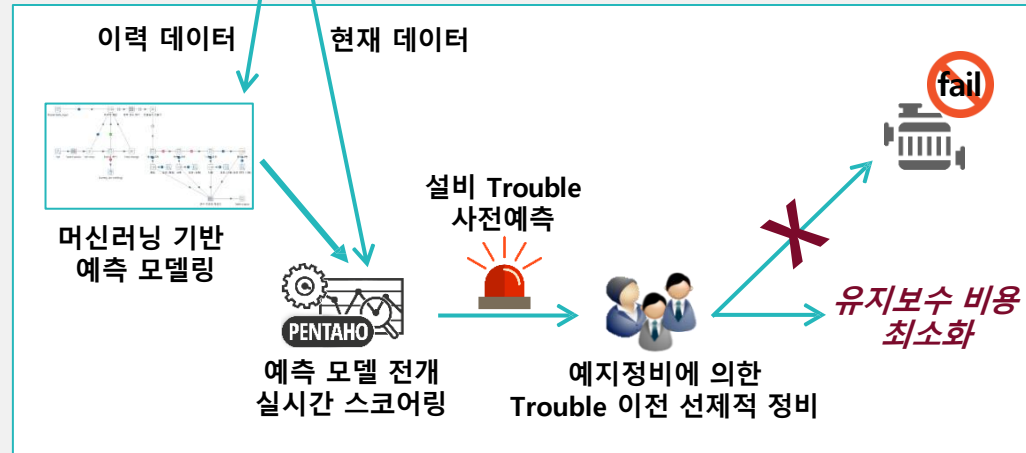 이력 데이터
현재 데이터
머신러닝 기반
예측 모델링
PENTAHO
예측 모델 전개
실시간 스코어링
설비 Trouble
사전예측
예지정비에 의한
Trouble 이전 선제적 정비
fail
X
유지보수 비용
최소화